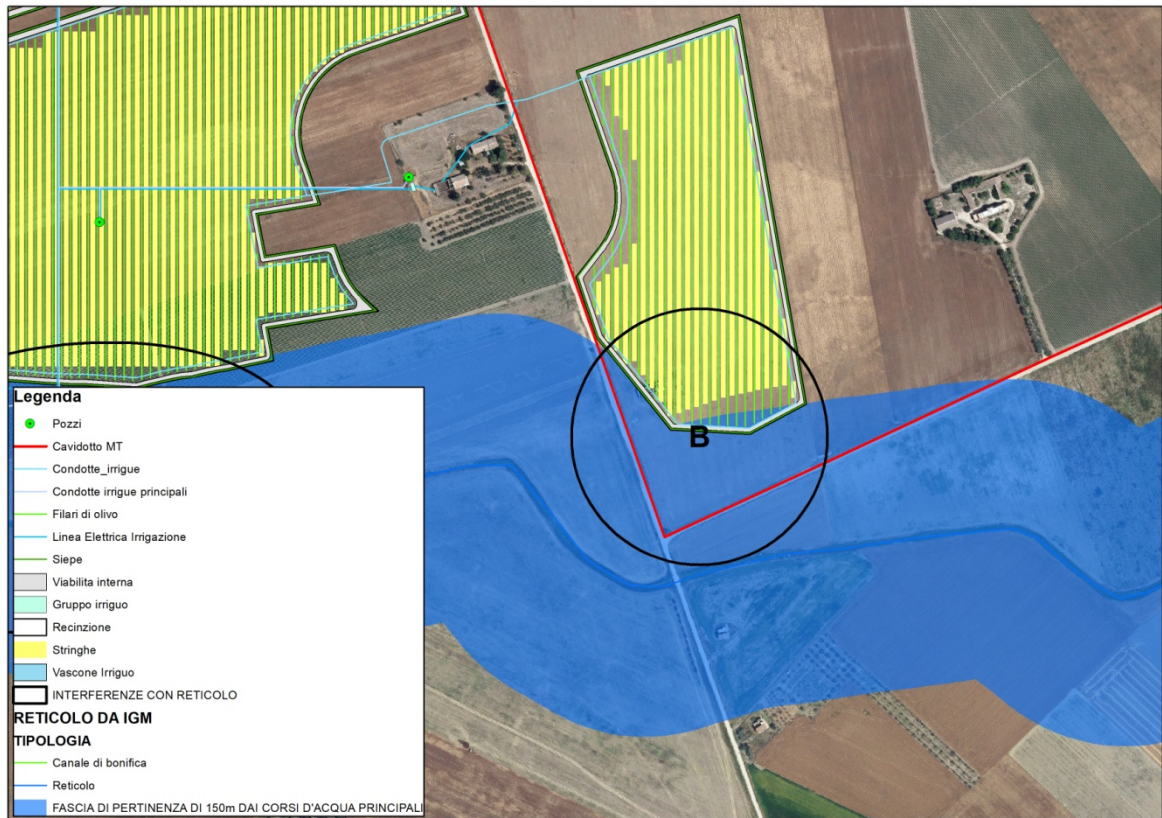 B
Legenda
Pozzi
Cavidotto MT
Condotte_irrigue
Condotte irrigue principali
Filari di olivo
Linea Elettrica Irrigazione
Siepe
Viabilita interna
Gruppo irriguo
Recinzione
Stringhe
Vascone Irriguo
INTERFERENZE CON RETICOLO
RETICOLO DA IGM
TIPOLOGIA
Canale di bonifica
Reticolo
FASCIA DI PERTINENZA DI 150m DAI CORSI D'ACQUA PRINCIPALI